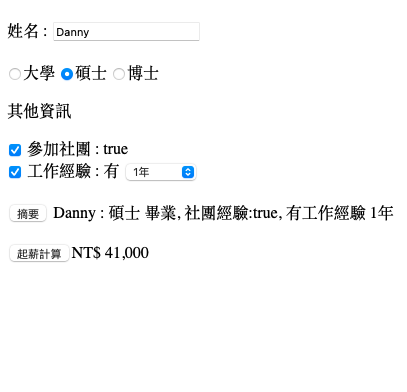 姓名 : Danny
大學 碩士 博士
其他資訊
參加社團 : true
工作經驗 : 有 1年
摘要 Danny : 碩士 畢業, 社團經驗:true, 有工作經驗 1年
起薪計算 NT$ 41,000